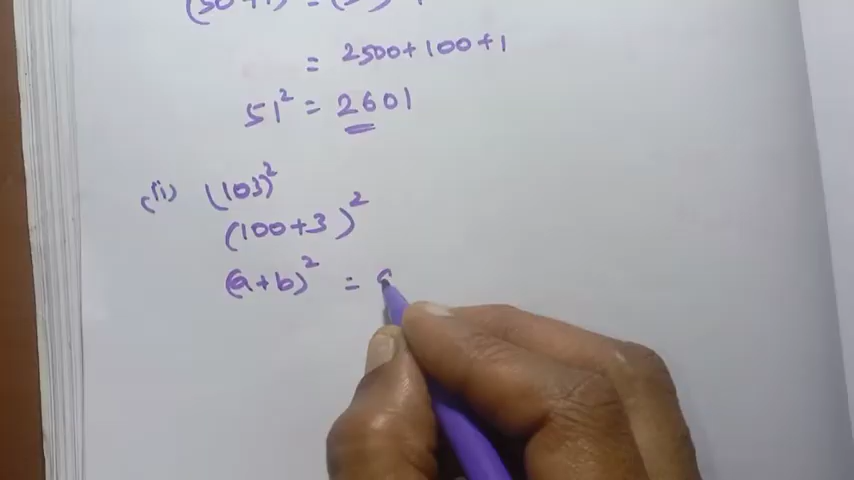 = 2500+100+1
51² = 2601
(ii) (103)²
(100+3)²
(a+b)² = a